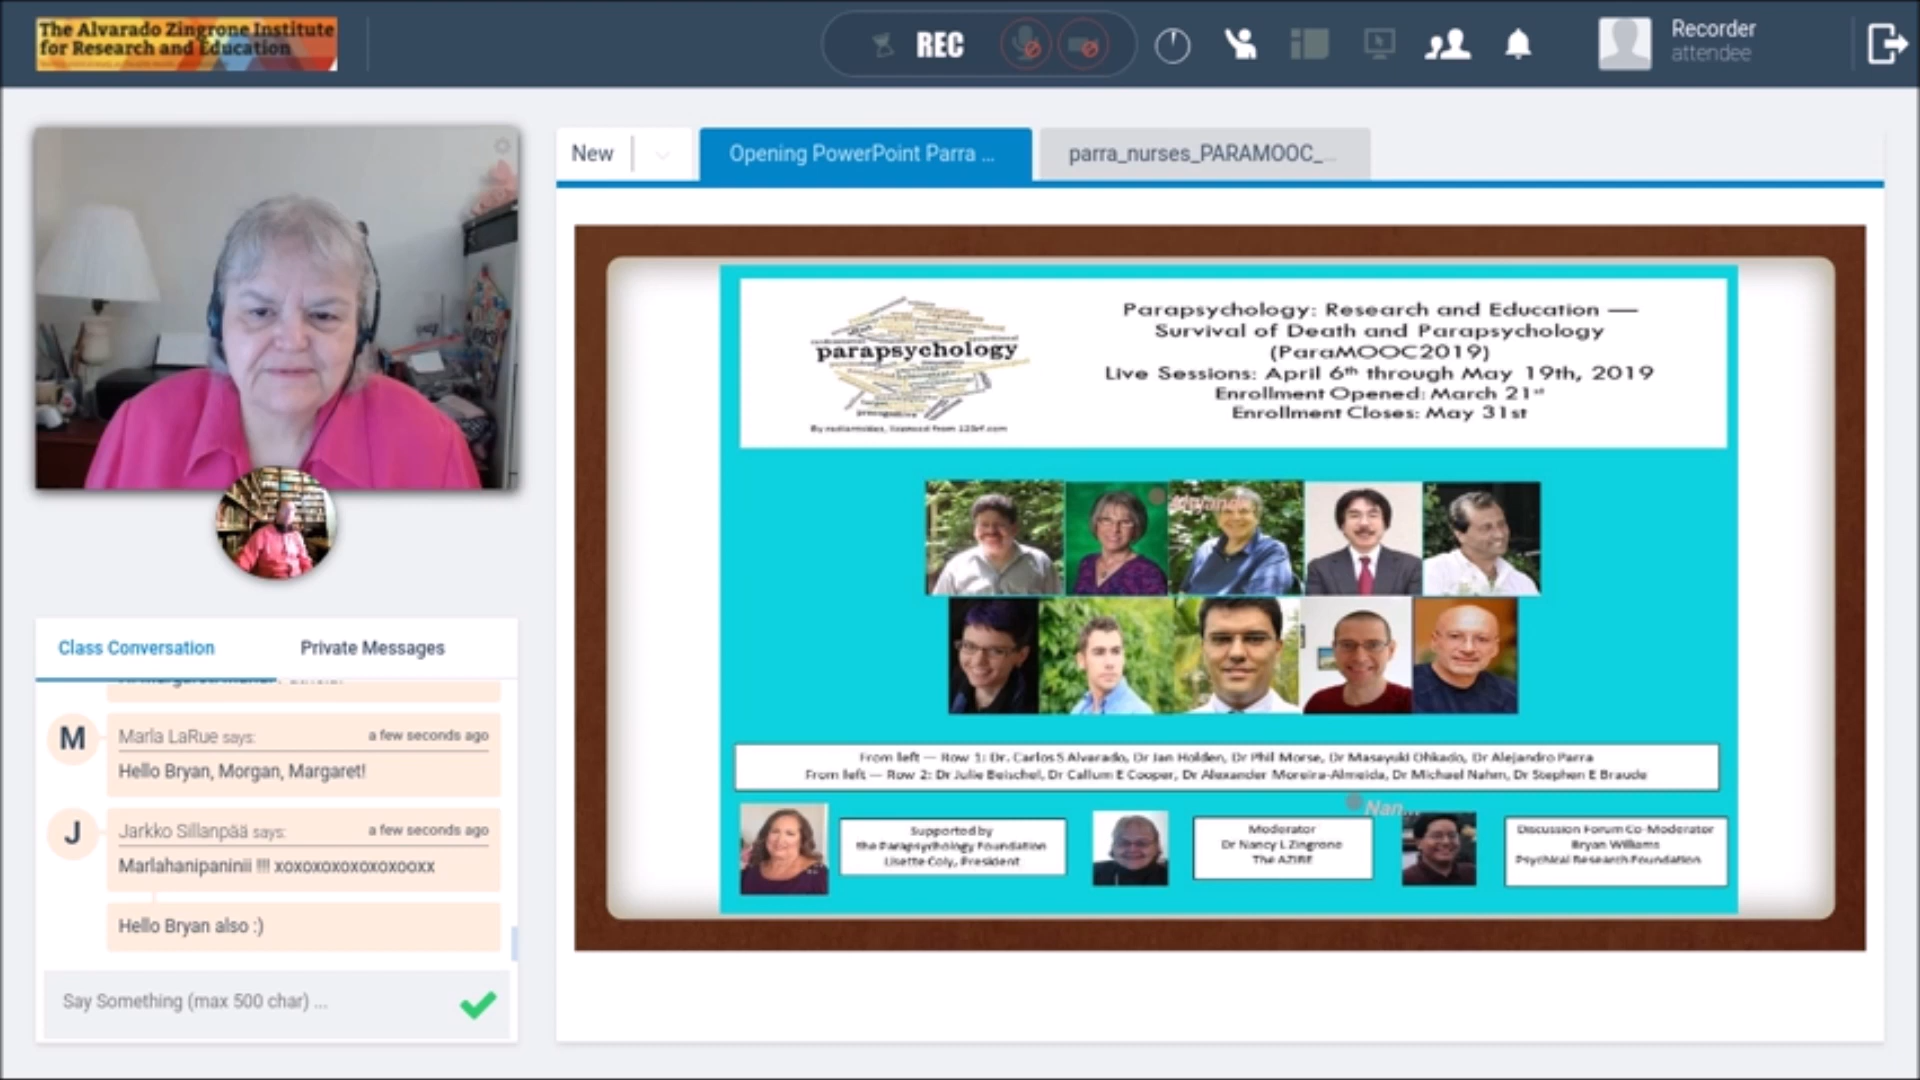 The Alvarado Zingrone Institute
for Research and Education
REC
Recorder
attendee
New
Opening PowerPoint Parra ...
parra_nurses_PARAMOOC_...
parapsychology
Parapsychology: Research and Education —
Survival of Death and Parapsychology
(ParaMOOC2019)
Live Sessions: April 6th through May 19th, 2019
Enrollment Opened: March 21st
Enrollment Closes: May 31st
From left — Row 1: Dr. Carlos S Alvarado, Dr Jan Holden, Dr Phil Morse, Dr Masayuki Ohkado, Dr Alejandro Parra
From left — Row 2: Dr Julie Beischel, Dr Callum E Cooper, Dr Alexander Moreira-Almeida, Dr Michael Nahm, Dr Stephen E Braude
Nan...
Supported by
the Parapsychology Foundation
Lisette Coly, President
Moderator
Dr Nancy L Zingrone
The AZIRE
Discussion Forum Co-Moderator
Bryan Williams
Psychical Research Foundation
Class Conversation
Private Messages
M
Marla LaRue says:
a few seconds ago
Hello Bryan, Morgan, Margaret!
J
Jarkko Sillanpää says:
a few seconds ago
Marlahanipaninii !!! xoxoxoxoxoxoxooxx
Hello Bryan also :)
Say Something (max 500 char) ...